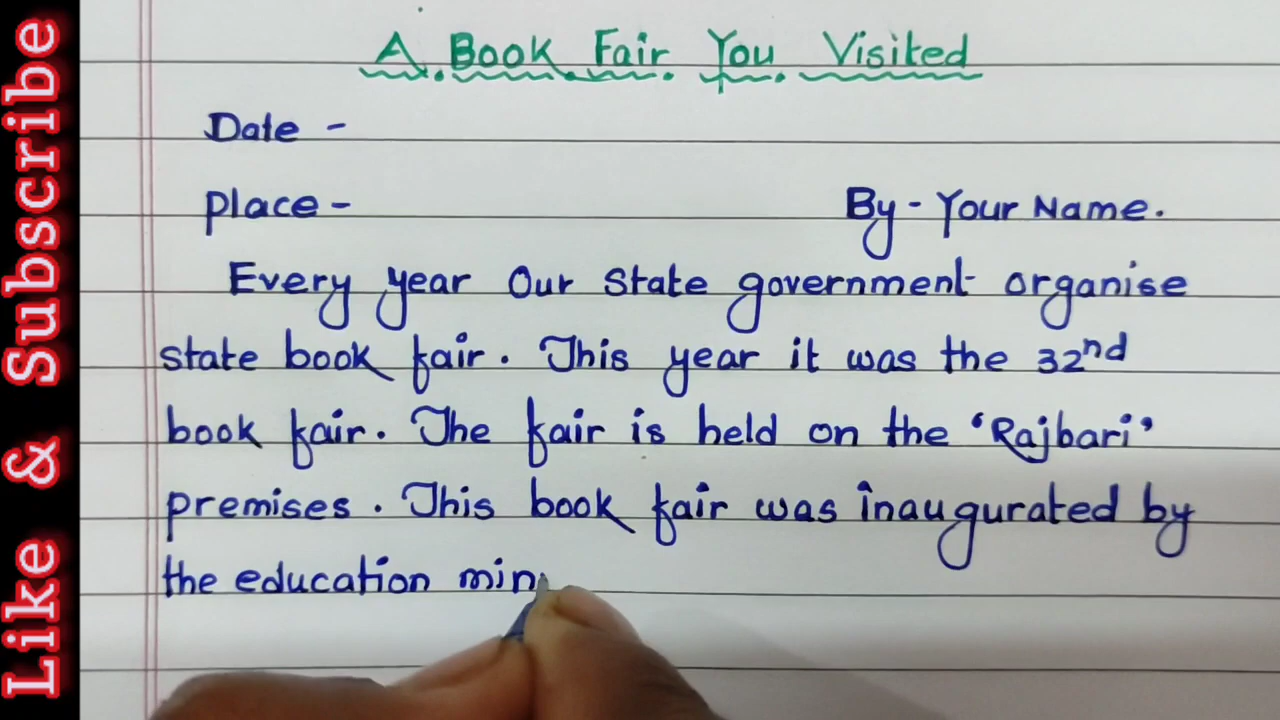 Like & Subscribe
A Book Fair You Visited
Date -
Place -
By - Your Name.
Every year Our State government organise
state book fair. This year it was the 32nd
book fair. The fair is held on the 'Rajbari'
premises. This book fair was inaugurated by
the education min